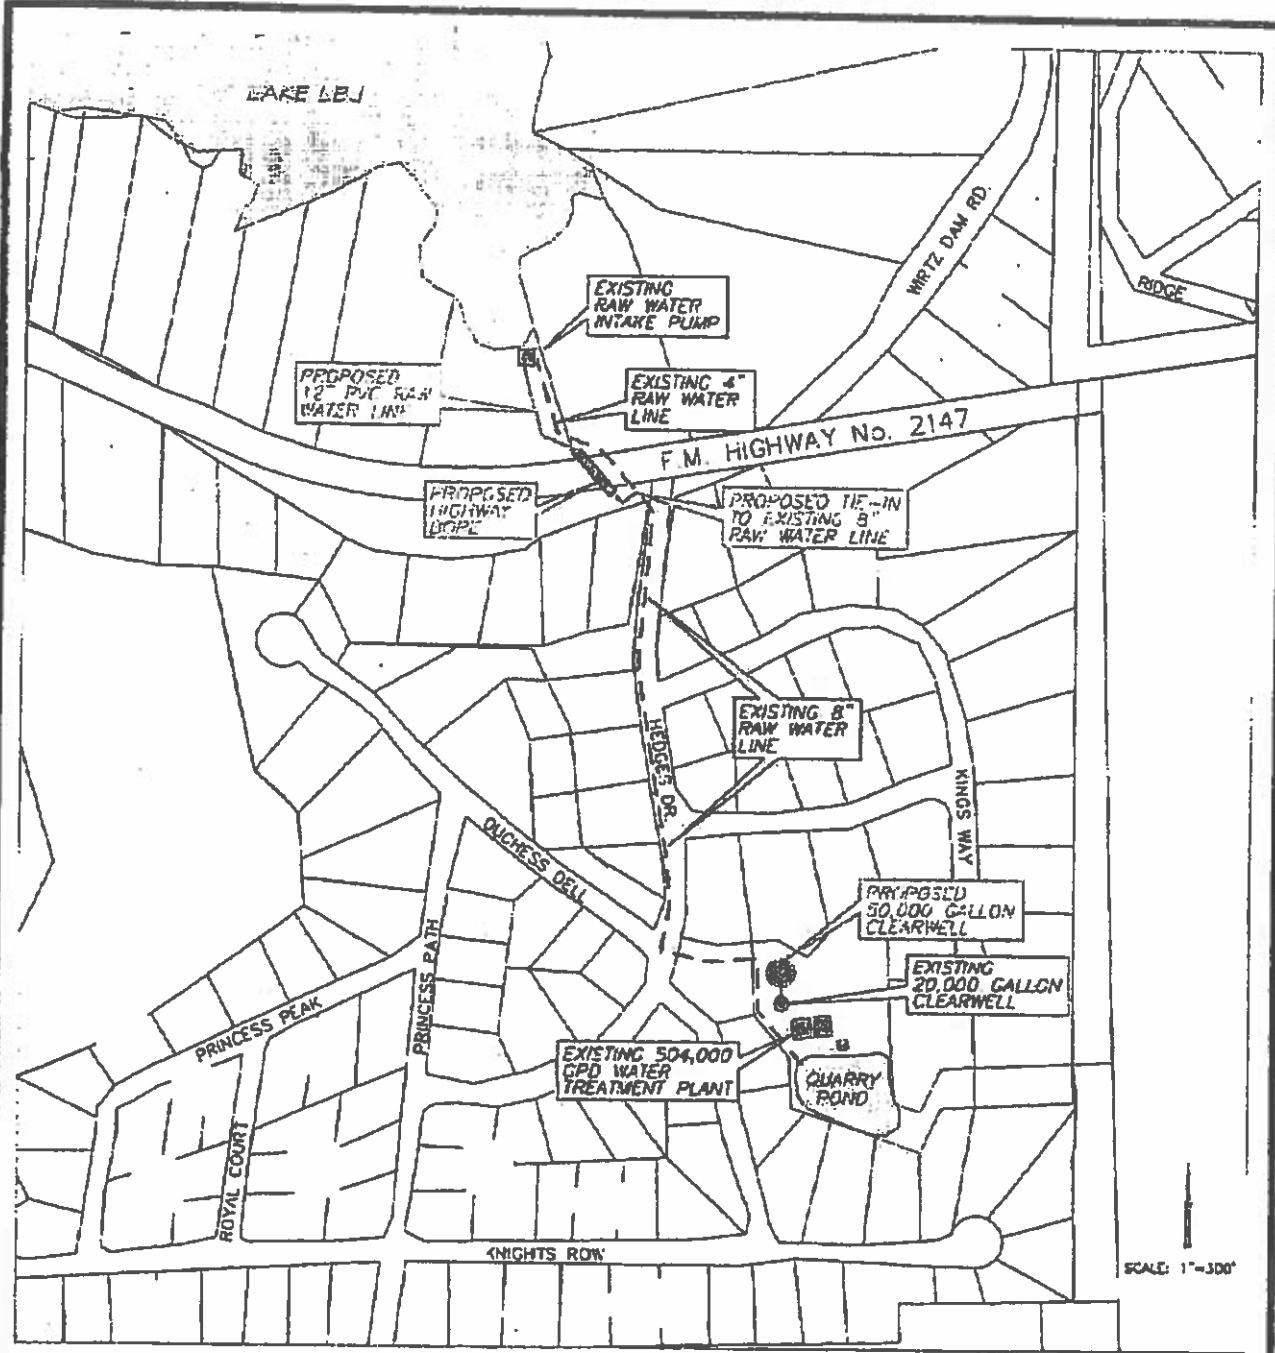 LAKE LBJ
WIRTZ DAM RD.
RIDGE
EXISTING
RAW WATER
INTAKE PUMP
PROPOSED
12" PVC RAW
WATER LINE
EXISTING 4"
RAW WATER
LINE
F.M. HIGHWAY No. 2147
PROPOSED
HIGHWAY
BORE
PROPOSED TIE-IN
TO EXISTING 8"
RAW WATER LINE
EXISTING 8"
RAW WATER
LINE
HEDGES DR.
KINGS WAY
DUCHESS DELL
PROPOSED
50,000 GALLON
CLEARWELL
PRINCESS PATH
EXISTING
20,000 GALLON
CLEARWELL
PRINCESS PEAK
EXISTING 504,000
GPD WATER
TREATMENT PLANT
QUARRY
POND
ROYAL COURT
KNIGHTS ROW
SCALE: 1"=300'